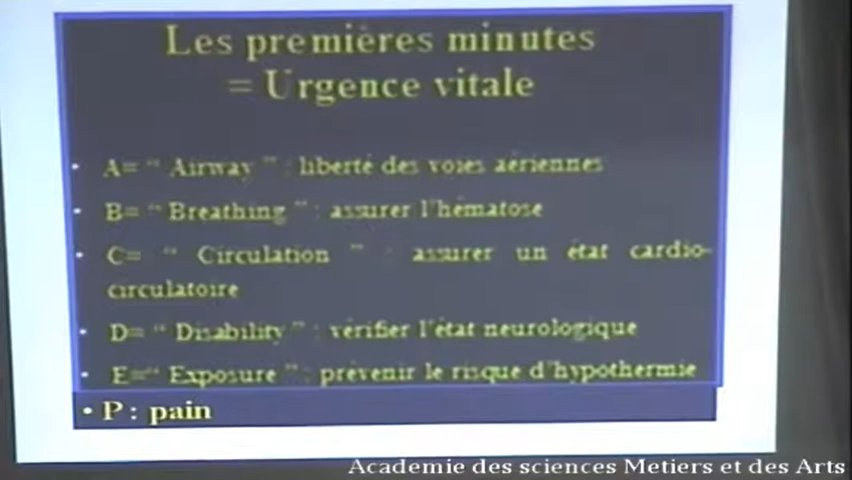 Les premières minutes
= Urgence vitale
• A= “ Airway ” : liberté des voies aériennes
• B= “ Breathing ” : assurer l'hématose
• C= “ Circulation ” : assurer un état cardio-
circulatoire
• D= “ Disability ” : vérifier l'état neurologique
• E=“ Exposure ” : prévenir le risque d'hypothermie
• P : pain
Academie des sciences Metiers et des Arts